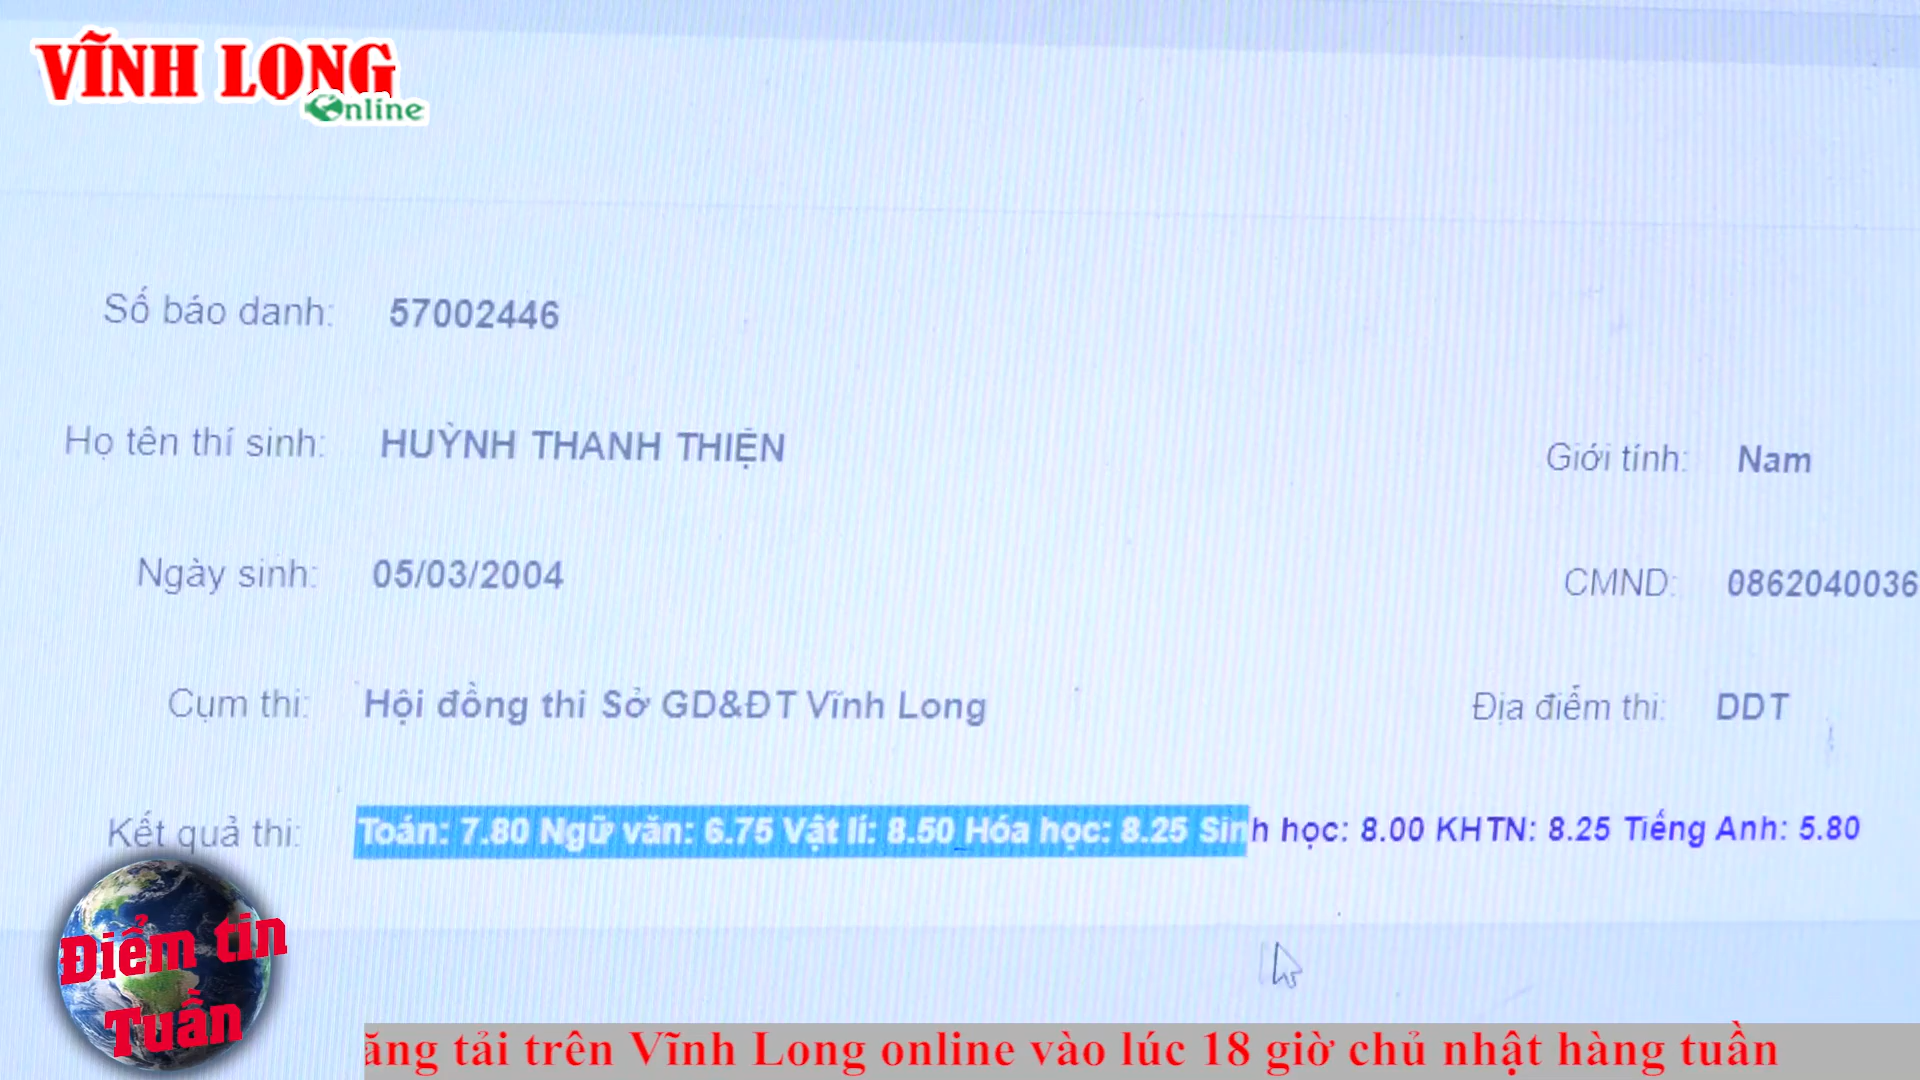 VĨNH LONG
Online
Số báo danh: 57002446
Họ tên thí sinh: HUỲNH THANH THIỆN Giới tính: Nam
Ngày sinh: 05/03/2004 CMND: 0862040036
Cụm thi: Hội đồng thi Sở GD&ĐT Vĩnh Long Địa điểm thi: DDT
Kết quả thi: Toán: 7.80 Ngữ văn: 6.75 Vật lí: 8.50 Hóa học: 8.25 Sinh học: 8.00 KHTN: 8.25 Tiếng Anh: 5.80
Điểm tin
Tuần
ăng tải trên Vĩnh Long online vào lúc 18 giờ chủ nhật hàng tuần